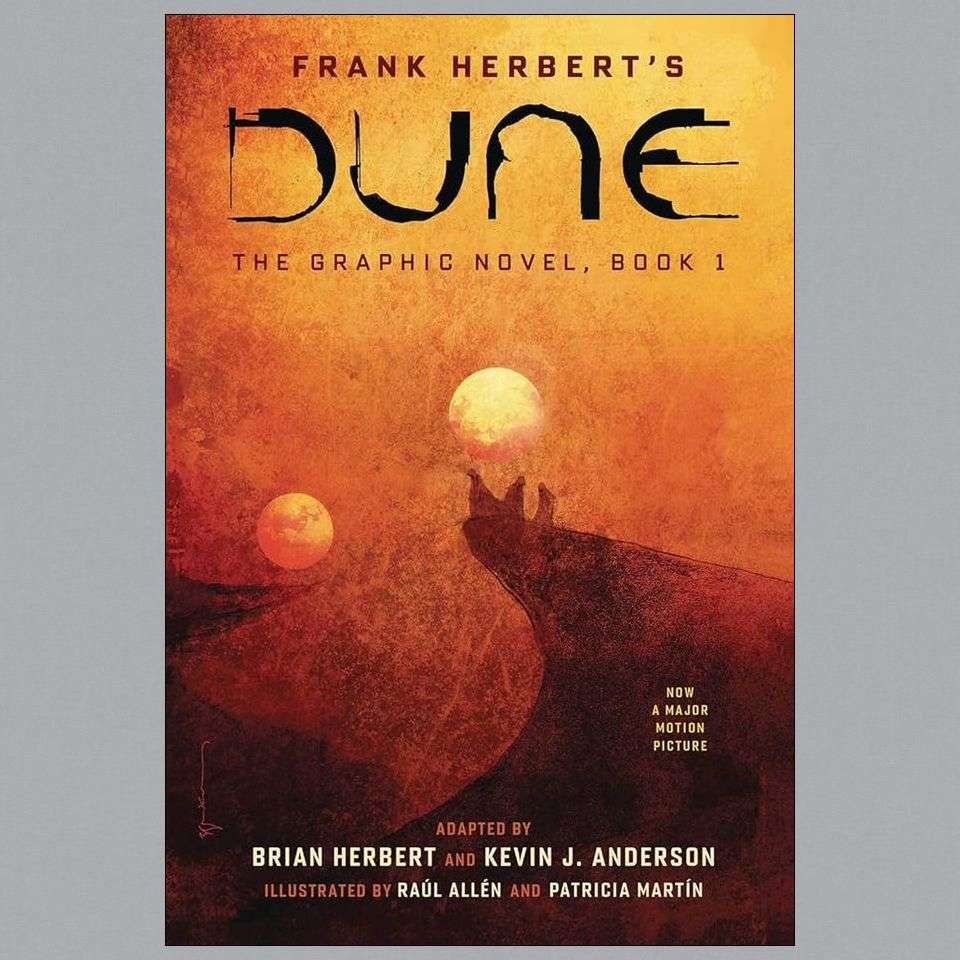 FRANK HERBERT'S
DUNE
THE GRAPHIC NOVEL, BOOK 1
NOW
A MAJOR
MOTION
PICTURE
ADAPTED BY
BRIAN HERBERT AND KEVIN J. ANDERSON
ILLUSTRATED BY RAÚL ALLÉN AND PATRICIA MARTÍN